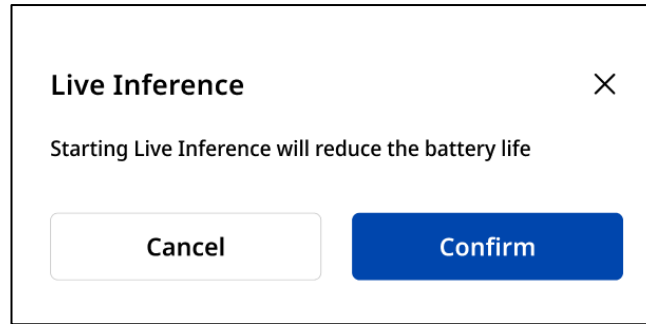 Live Inference
Starting Live Inference will reduce the battery life
Cancel
Confirm